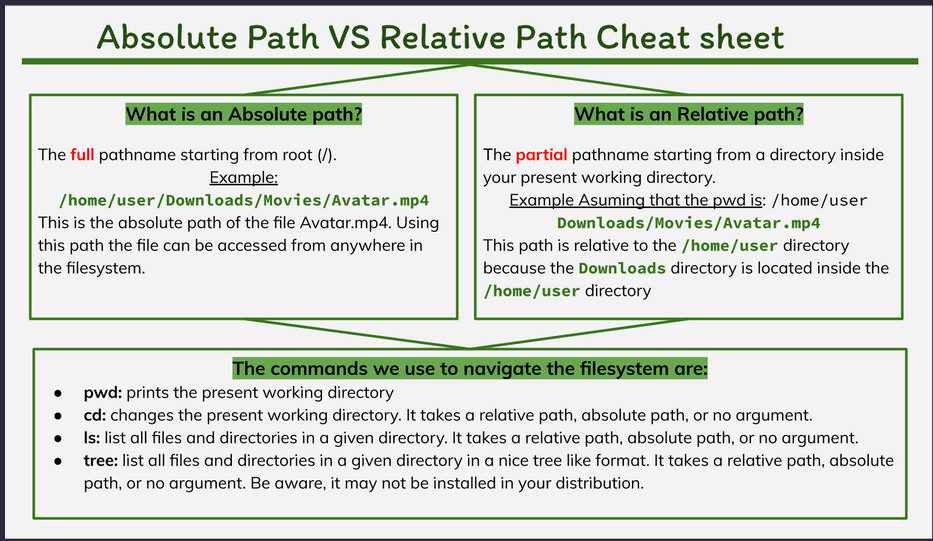 Absolute Path VS Relative Path Cheat sheet
What is an Absolute path?
The full pathname starting from root (/).
Example:
/home/user/Downloads/Movies/Avatar.mp4
This is the absolute path of the file Avatar.mp4. Using
this path the file can be accessed from anywhere in
the filesystem.
What is an Relative path?
The partial pathname starting from a directory inside
your present working directory.
Example Asuming that the pwd is: /home/user
Downloads/Movies/Avatar.mp4
This path is relative to the /home/user directory
because the Downloads directory is located inside the
/home/user directory
The commands we use to navigate the filesystem are:
● pwd: prints the present working directory
● cd: changes the present working directory. It takes a relative path, absolute path, or no argument.
● ls: list all files and directories in a given directory. It takes a relative path, absolute path, or no argument.
● tree: list all files and directories in a given directory in a nice tree like format. It takes a relative path, absolute
path, or no argument. Be aware, it may not be installed in your distribution.